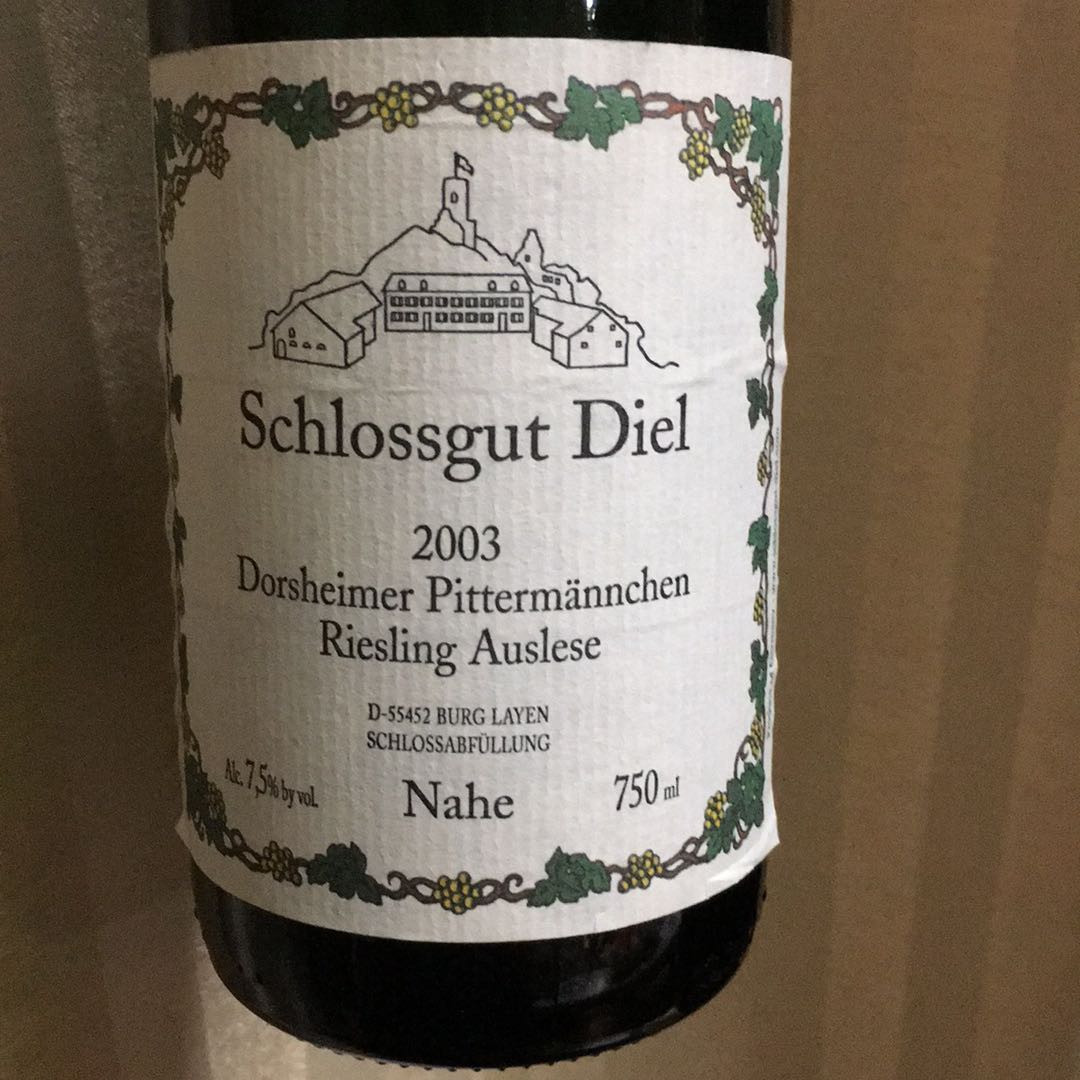 Schlossgut Diel
2003
Dorsheimer Pittermännchen
Riesling Auslese
D-55452 BURG LAYEN
SCHLOSSABFÜLLUNG
Alc. 7,5% by vol.
Nahe
750 ml